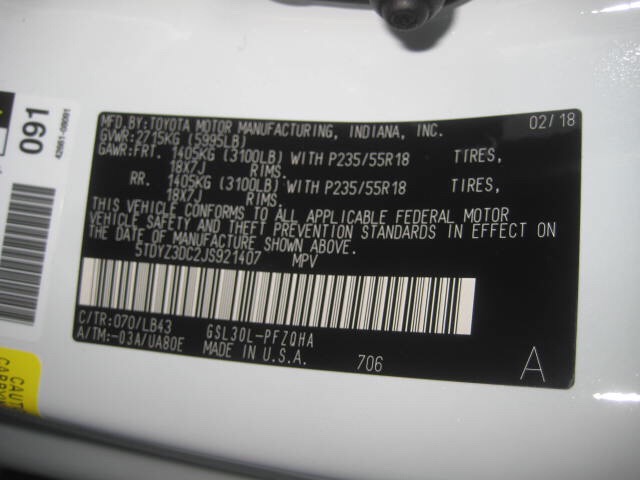 MFD.BY:TOYOTA MOTOR MANUFACTURING, INDIANA, INC. 02/18
GVWR:2715KG (5995LB)
GAWR:FRT. 1405KG (3100LB) WITH P235/55R18 TIRES,
18X7J RIMS.
RR. 1405KG (3100LB) WITH P235/55R18 TIRES,
18X7J RIMS.
THIS VEHICLE CONFORMS TO ALL APPLICABLE FEDERAL MOTOR
VEHICLE SAFETY AND THEFT PREVENTION STANDARDS IN EFFECT ON
THE DATE OF MANUFACTURE SHOWN ABOVE.
5TDYZ3DC2JS921407 MPV
C/TR:070/LB43 GSL30L-PFZQHA
A/TM:-03A/UA80E MADE IN U.S.A. 706 A
091
42661-08091